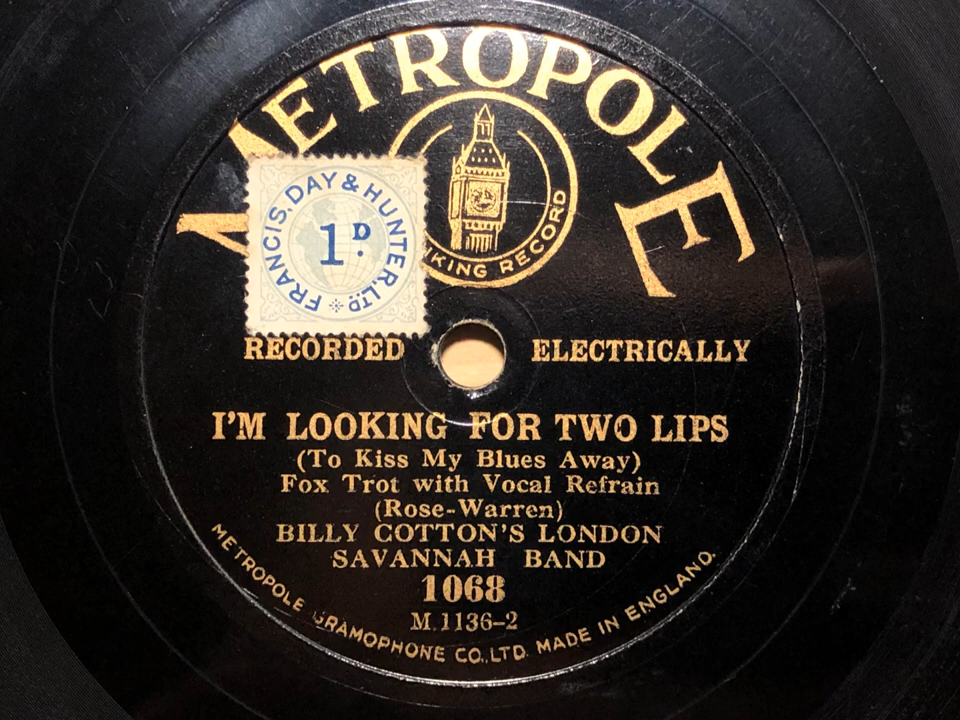 METROPOLE
KING RECORD
FRANCIS, DAY & HUNTER, LTD
1D.
RECORDED ELECTRICALLY
I'M LOOKING FOR TWO LIPS
(To Kiss My Blues Away)
Fox Trot with Vocal Refrain
(Rose-Warren)
BILLY COTTON'S LONDON
SAVANNAH BAND
1068
M.1136-2
METROPOLE GRAMOPHONE CO., LTD. MADE IN ENGLAND.